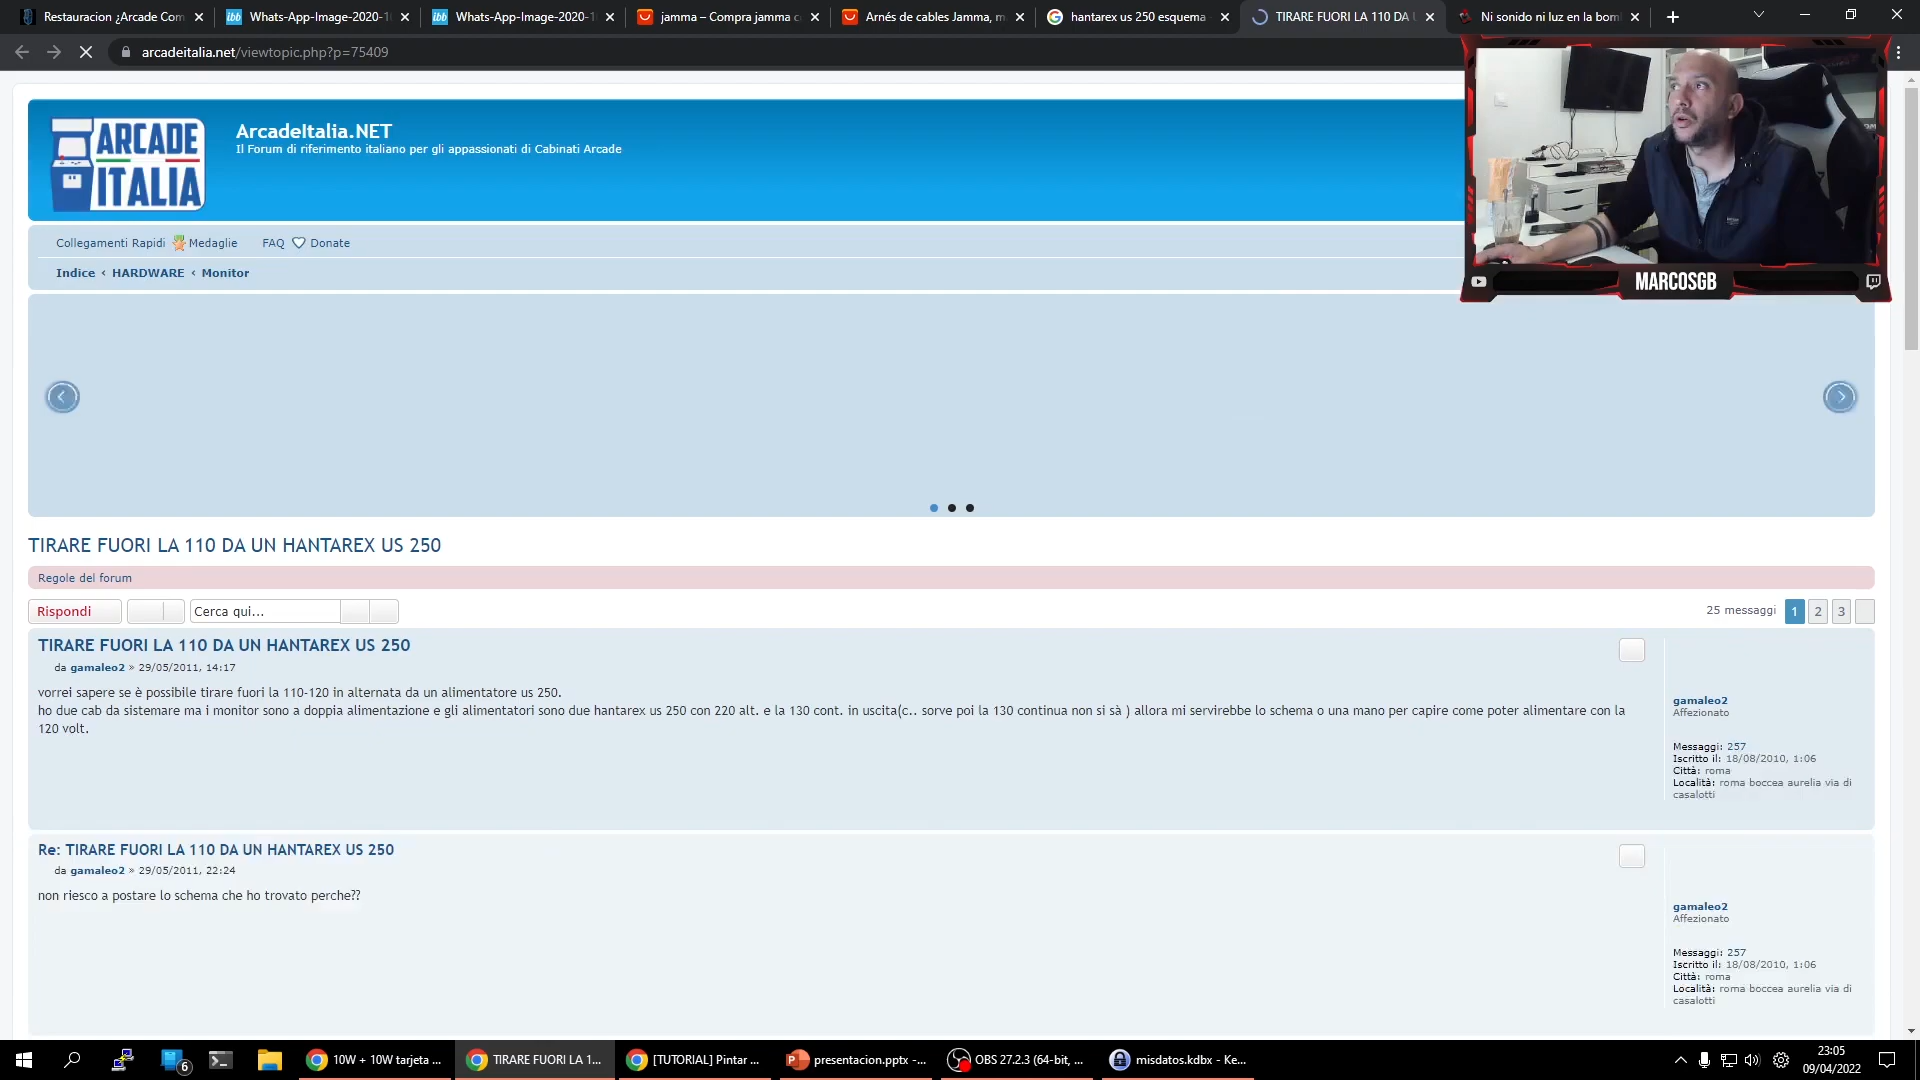 Restauracion ¿Arcade Com
Whats-App-Image-2020-1
Whats-App-Image-2020-1
jamma – Compra jamma c
Arnés de cables Jamma, m
hantarex us 250 esquema
TIRARE FUORI LA 110 DA U
Ni sonido ni luz en la bom
arcadeitalia.net/viewtopic.php?p=75409
ARCADE
ITALIA
ArcadeItalia.NET
Il Forum di riferimento italiano per gli appassionati di Cabinati Arcade
Collegamenti Rapidi
Medaglie
FAQ
Donate
Indice ‹ HARDWARE ‹ Monitor
MARCOSGB
TIRARE FUORI LA 110 DA UN HANTAREX US 250
Regole del forum
Rispondi
Cerca qui...
25 messaggi
1
2
3
TIRARE FUORI LA 110 DA UN HANTAREX US 250
da gamaleo2 » 29/05/2011, 14:17
vorrei sapere se è possibile tirare fuori la 110-120 in alternata da un alimentatore us 250.
ho due cab da sistemare ma i monitor sono a doppia alimentazione e gli alimentatori sono due hantarex us 250 con 220 alt. e la 130 cont. in uscita(c.. sorve poi la 130 continua non si sà ) allora mi servirebbe lo schema o una mano per capire come poter alimentare con la
120 volt.
gamaleo2
Affezionato
Messaggi: 257
Iscritto il: 18/08/2010, 1:06
Città: roma
Località: roma boccea aurelia via di
casalotti
Re: TIRARE FUORI LA 110 DA UN HANTAREX US 250
da gamaleo2 » 29/05/2011, 22:24
non riesco a postare lo schema che ho trovato perche??
gamaleo2
Affezionato
Messaggi: 257
Iscritto il: 18/08/2010, 1:06
Città: roma
Località: roma boccea aurelia via di
casalotti
6
10W + 10W tarjeta ...
TIRARE FUORI LA 1...
[TUTORIAL] Pintar ...
presentacion.pptx -...
OBS 27.2.3 (64-bit, ...
misdatos.kdbx - Ke...
23:05
09/04/2022